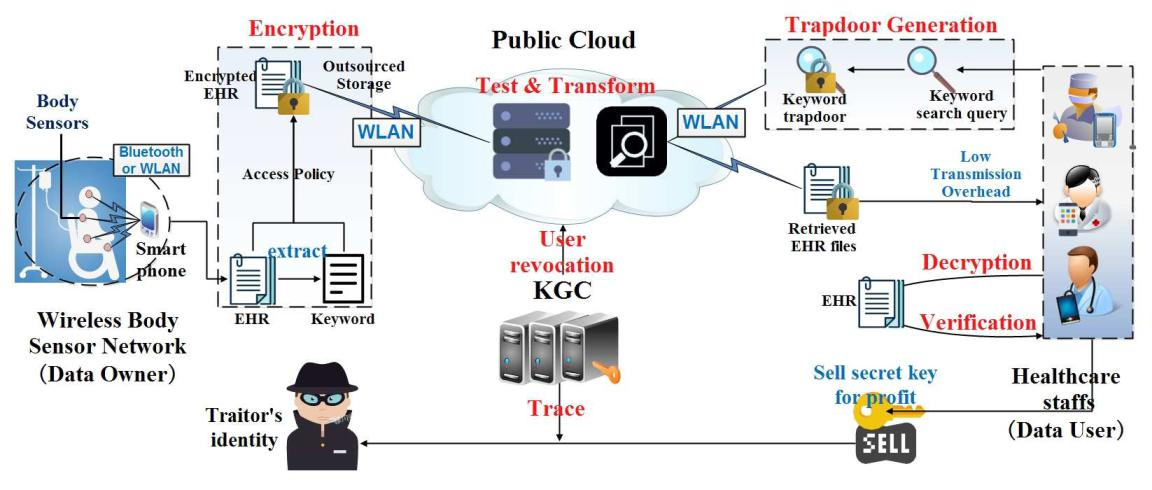 Encryption
Encrypted
EHR
Outsourced
Storage
Access Policy
extract
EHR
Keyword
Body
Sensors
Bluetooth
or WLAN
Smart
phone
Wireless Body
Sensor Network
(Data Owner)
WLAN
Public Cloud
Test & Transform
WLAN
User
revocation
KGC
Trace
Traitor's
identity
Trapdoor Generation
Keyword
trapdoor
Keyword
search query
Low
Transmission
Overhead
Retrieved
EHR files
Decryption
EHR
Verification
Healthcare
staffs
(Data User)
Sell secret key
for profit
SELL